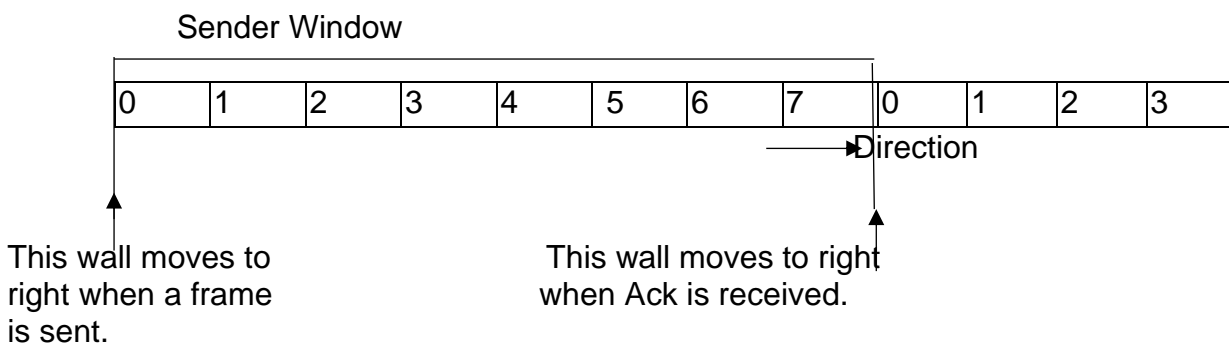 Sender Window
0 1 2 3 4 5 6 7 0 1 2 3
Direction
This wall moves to
right when a frame
is sent.
This wall moves to right
when Ack is received.